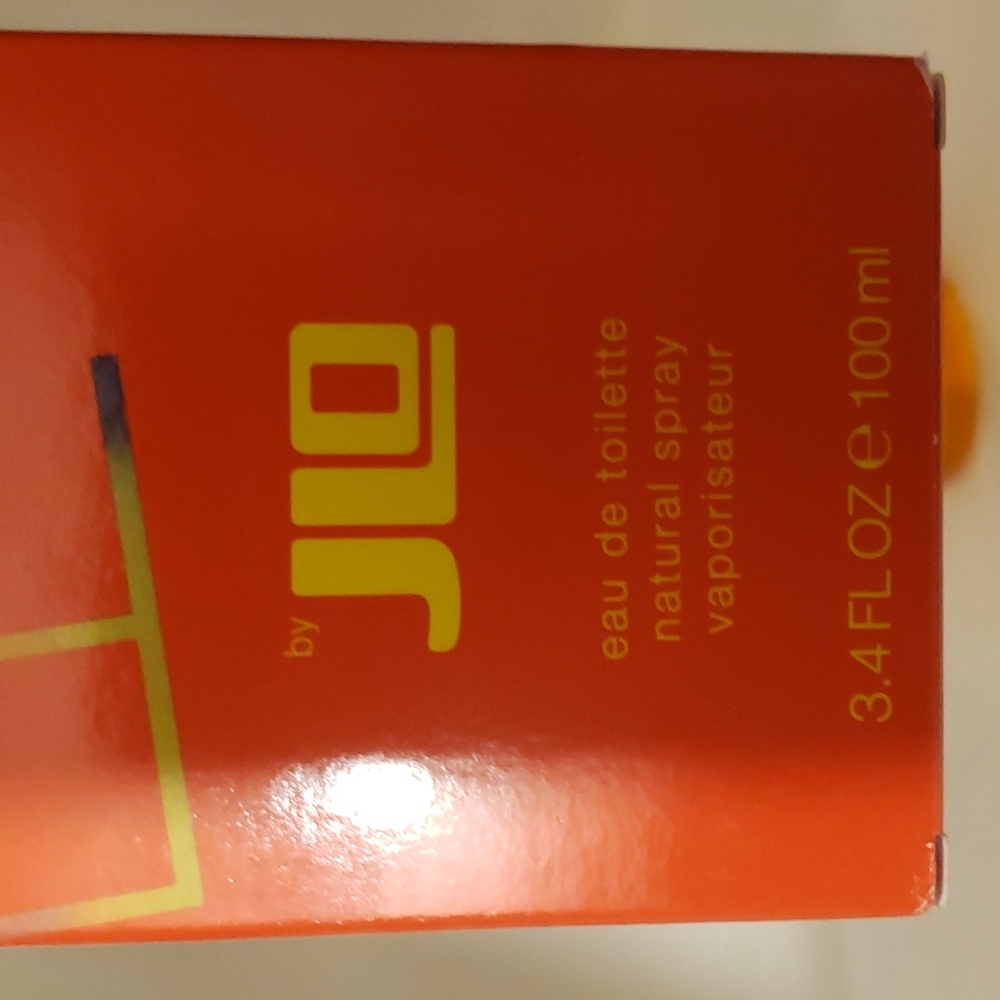 by JLO
eau de toilette
natural spray
vaporisateur
3.4 FL OZ ℮ 100 ml